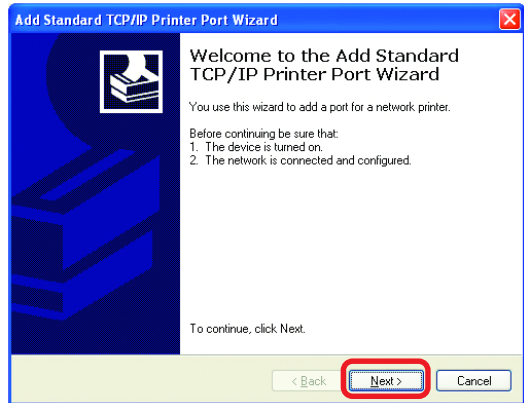 Add Standard TCP/IP Printer Port Wizard
Welcome to the Add Standard
TCP/IP Printer Port Wizard
You use this wizard to add a port for a network printer.
Before continuing be sure that:
1. The device is turned on.
2. The network is connected and configured.
To continue, click Next.
< Back
Next >
Cancel